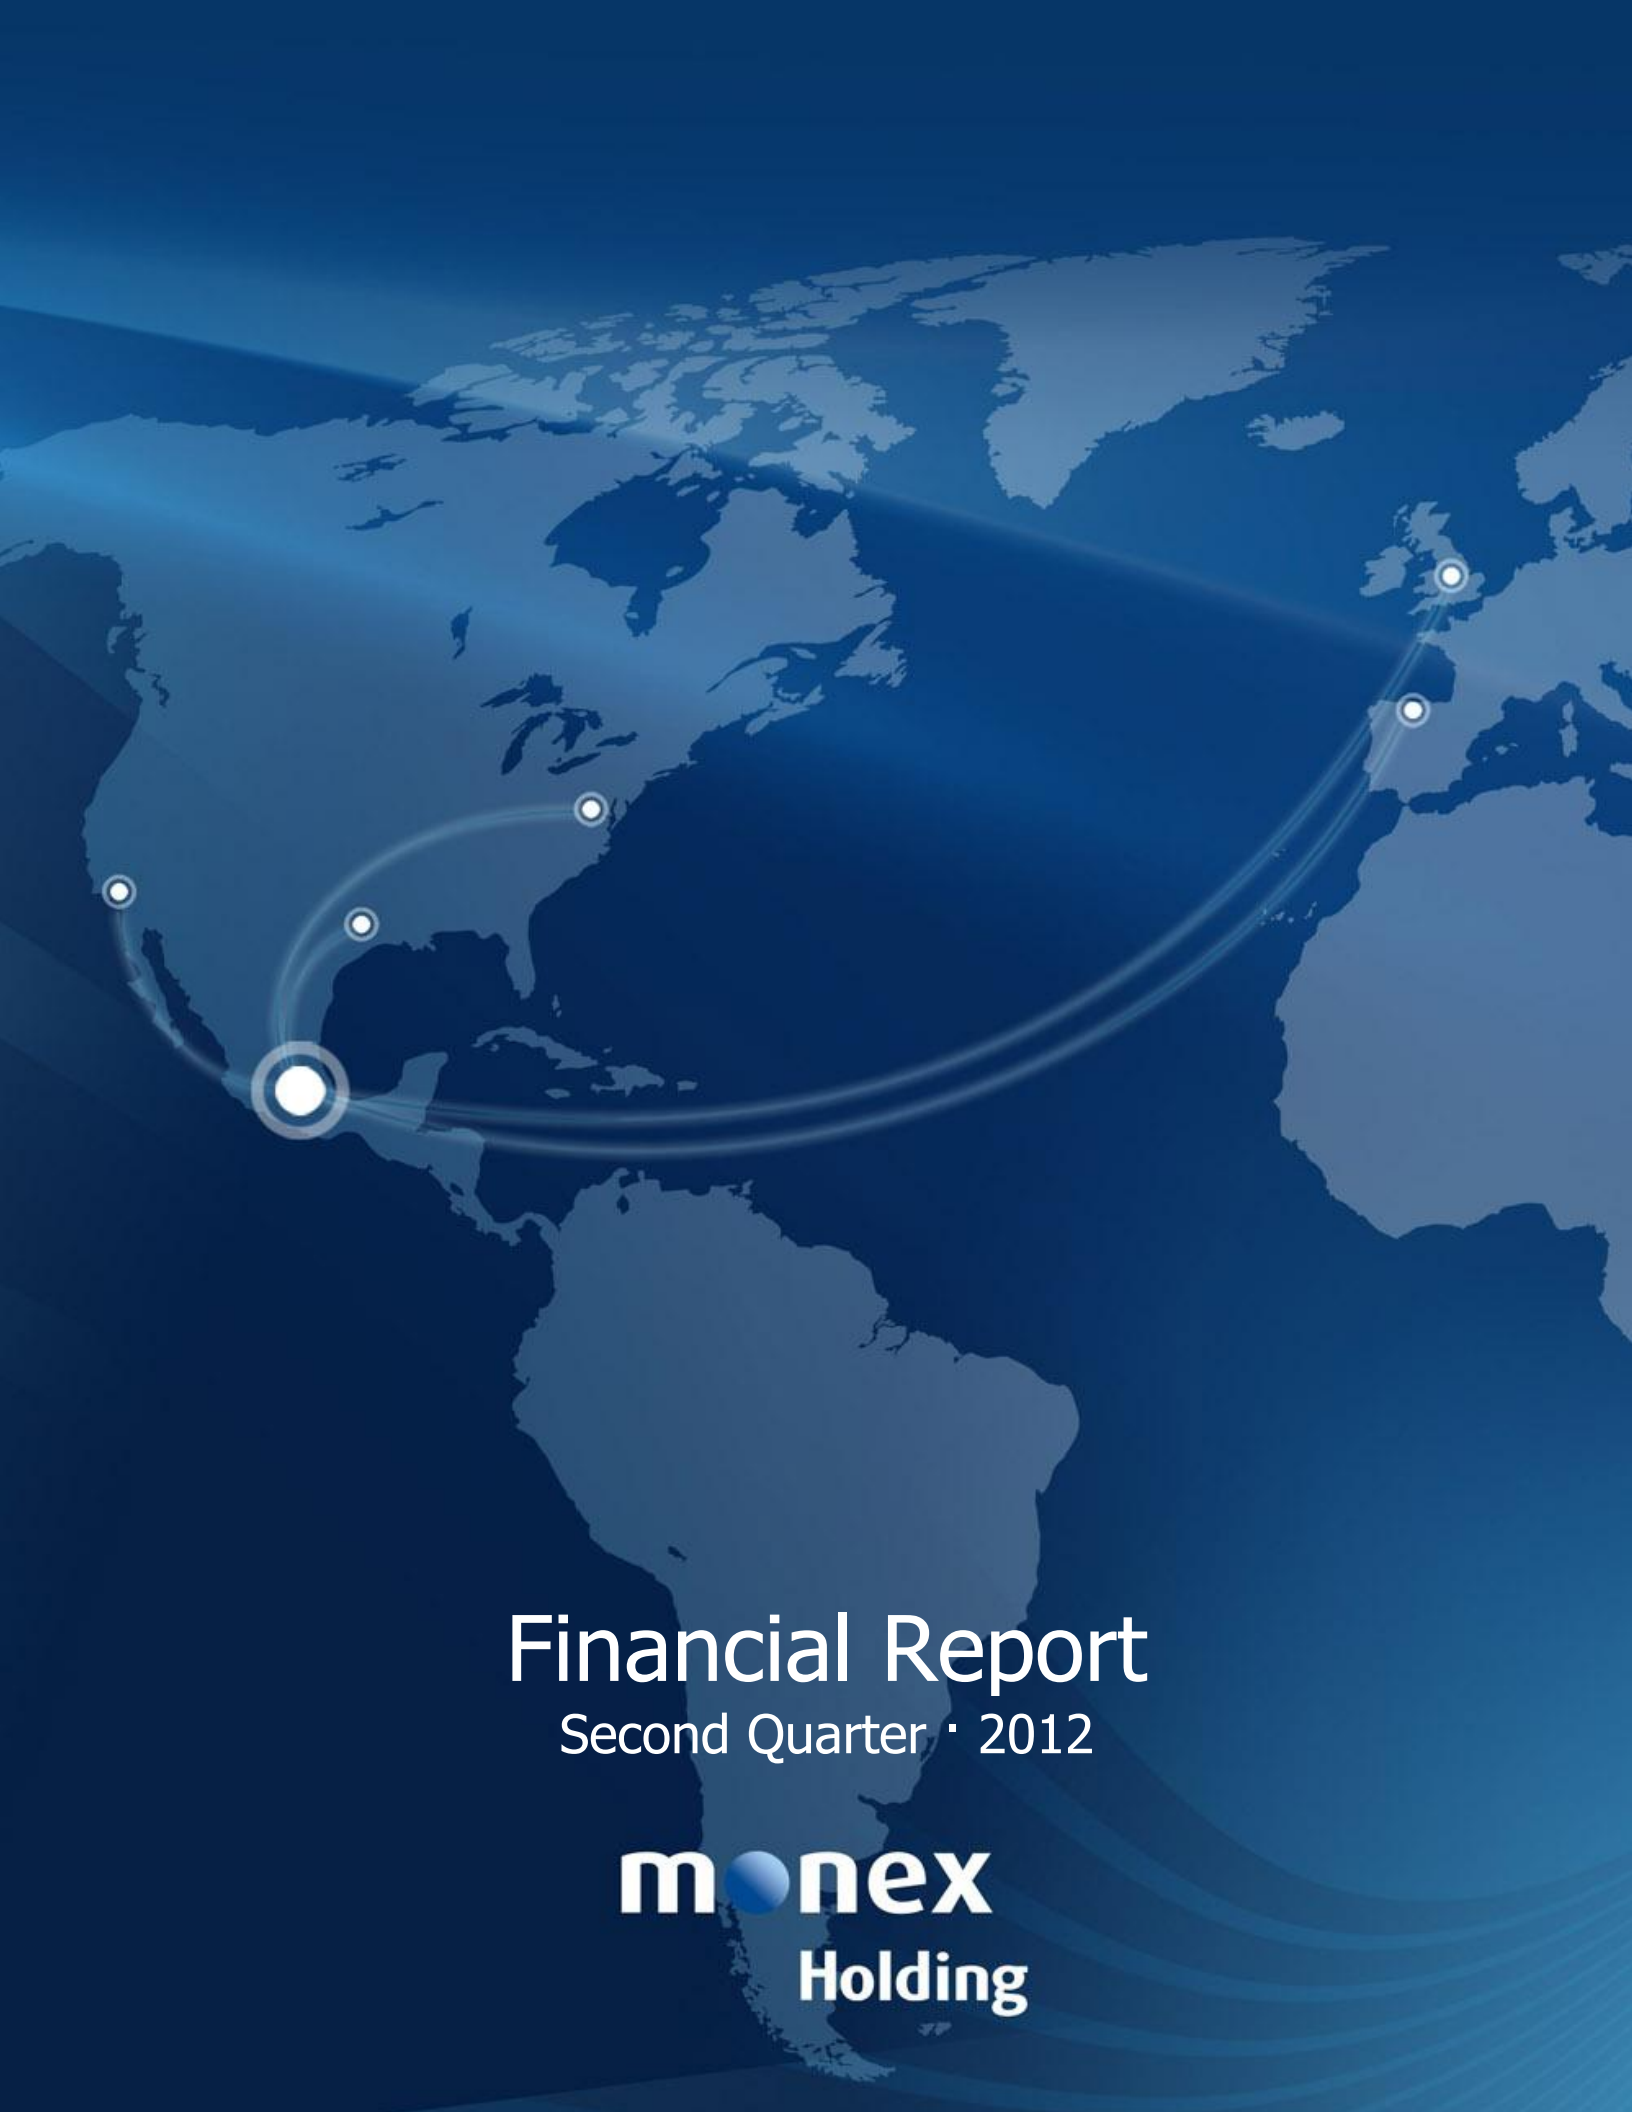 Financial Report
Second Quarter · 2012
monex
Holding